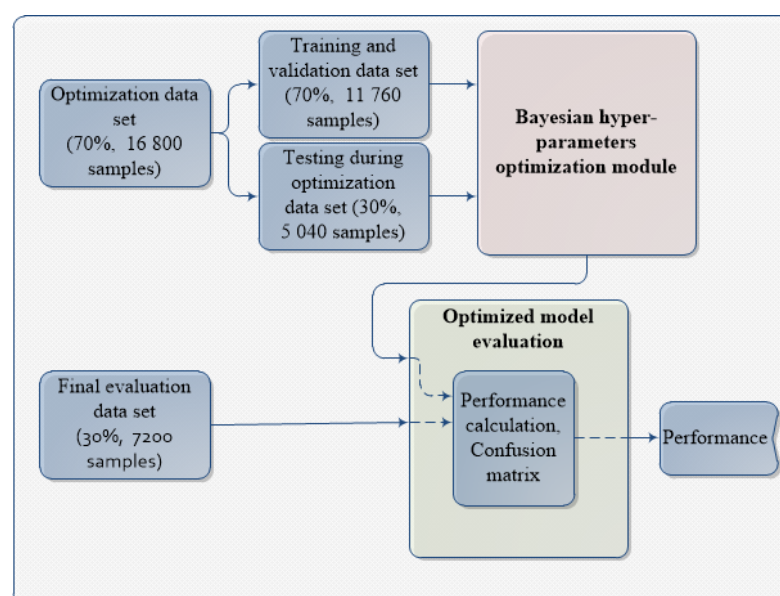 Optimization data
set
(70%, 16 800
samples)
Training and
validation data set
(70%, 11 760
samples)
Testing during
optimization
data set (30%,
5 040 samples)
Bayesian hyper-
parameters
optimization module
Optimized model
evaluation
Final evaluation
data set
(30%, 7200
samples)
Performance
calculation,
Confusion
matrix
Performance